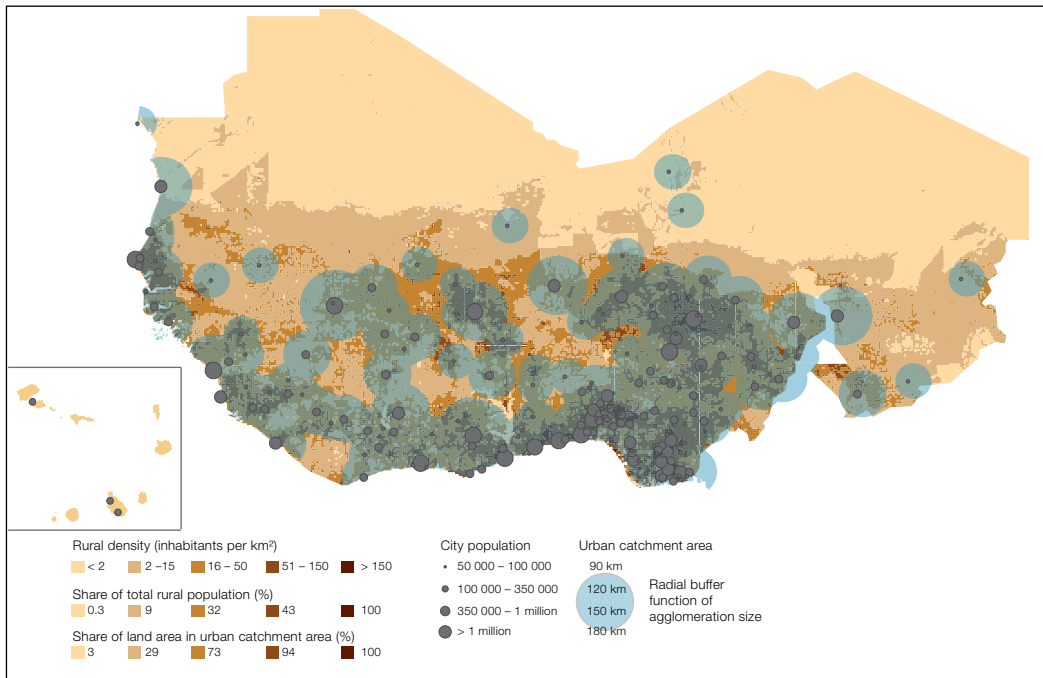 Rural density (inhabitants per km²)
< 2 2 –15 16 – 50 51 – 150 > 150
Share of total rural population (%)
0.3 9 32 43 100
Share of land area in urban catchment area (%)
3 29 73 94 100
City population
50 000 – 100 000
100 000 – 350 000
350 000 – 1 million
> 1 million
Urban catchment area
90 km
120 km
150 km
180 km
Radial buffer
function of
agglomeration size